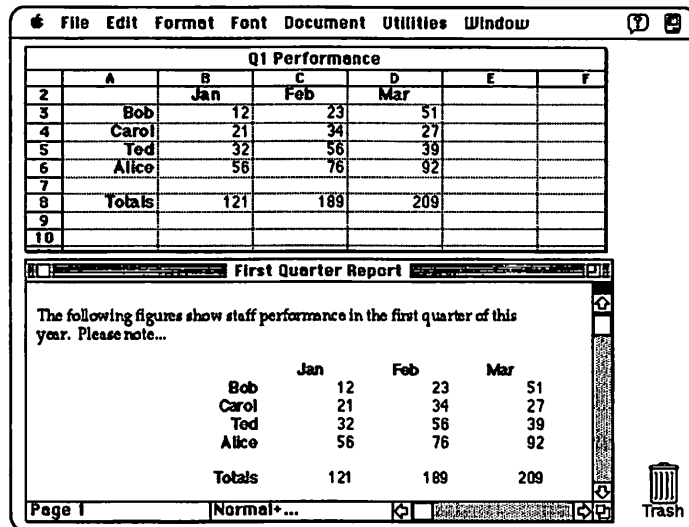 File Edit Format Font Document Utilities Window
Q1 Performance
A B C D E F
2 Jan Feb Mar
3 Bob 12 23 51
4 Carol 21 34 27
5 Ted 32 56 39
6 Alice 56 76 92
7
8 Totals 121 189 209
9
10
First Quarter Report
The following figures show staff performance in the first quarter of this
year. Please note...
Jan Feb Mar
Bob 12 23 51
Carol 21 34 27
Ted 32 56 39
Alice 56 76 92
Totals 121 189 209
Page 1 Normal+...
Trash